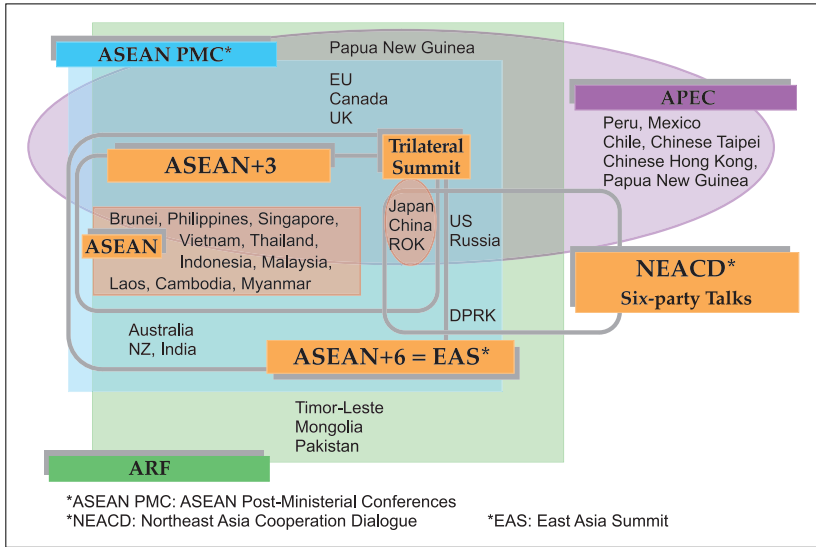 ASEAN PMC*
Papua New Guinea
EU
Canada
UK
APEC
Peru, Mexico
Chile, Chinese Taipei
Chinese Hong Kong,
Papua New Guinea
ASEAN+3
Trilateral
Summit
Japan
China
ROK
US
Russia
Brunei, Philippines, Singapore,
ASEAN
Vietnam, Thailand,
Indonesia, Malaysia,
Laos, Cambodia, Myanmar
NEACD*
Six-party Talks
DPRK
Australia
NZ, India
ASEAN+6 = EAS*
Timor-Leste
Mongolia
Pakistan
ARF
*ASEAN PMC: ASEAN Post-Ministerial Conferences
*NEACD: Northeast Asia Cooperation Dialogue
*EAS: East Asia Summit